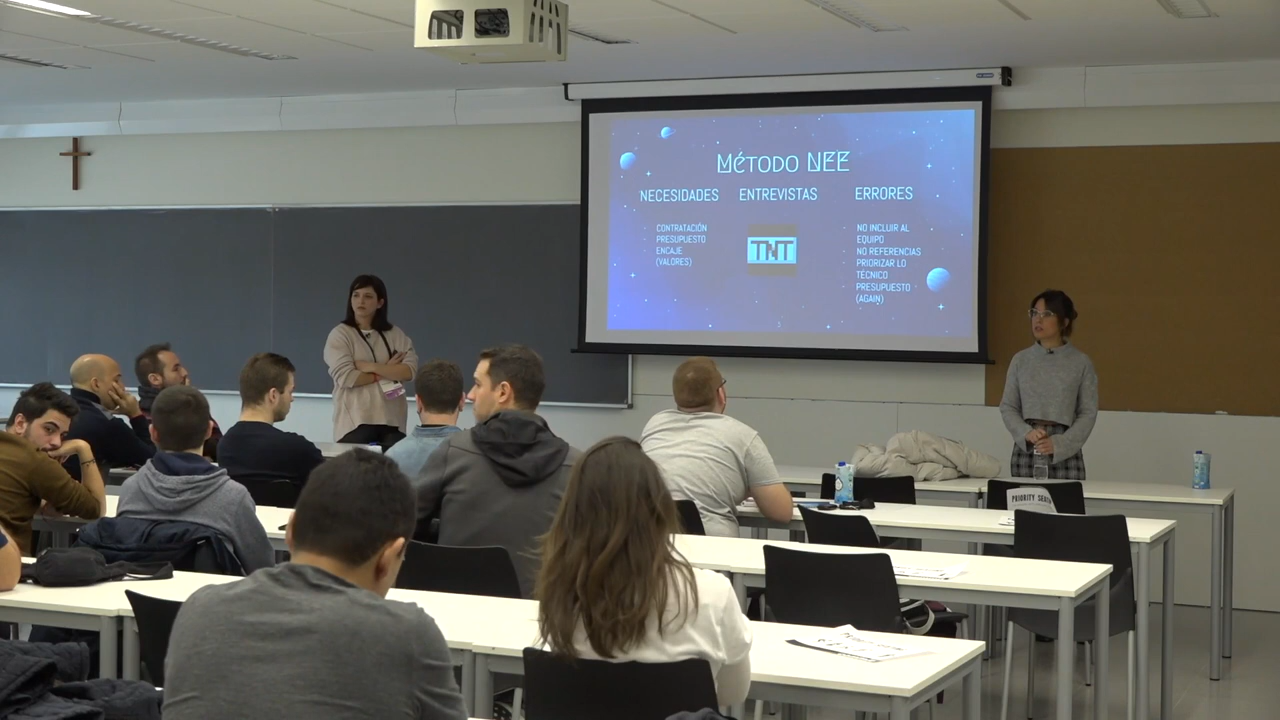 MÉTODO NEE
NECESIDADES
CONTRATACIÓN
PRESUPUESTO
ENCAJE
(VALORES)
ENTREVISTAS
TNT
ERRORES
NO INCLUIR AL
EQUIPO
NO REFERENCIAS
PRIORIZAR LO
TÉCNICO
PRESUPUESTO
(AGAIN)
PRIORITY SEATING